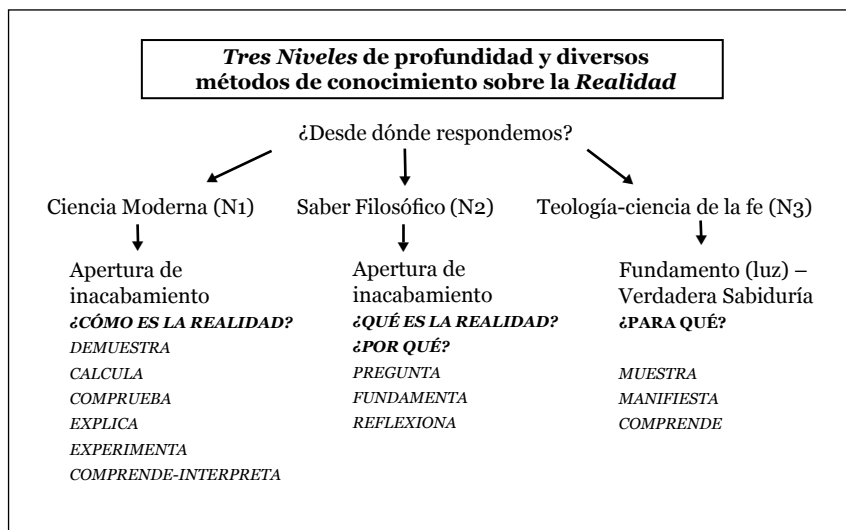 Tres Niveles de profundidad y diversos
métodos de conocimiento sobre la Realidad
¿Desde dónde respondemos?
Ciencia Moderna (N1)
Saber Filosófico (N2)
Teología-ciencia de la fe (N3)
Apertura de
inacabamiento
¿CÓMO ES LA REALIDAD?
DEMUESTRA
CALCULA
COMPRUEBA
EXPLICA
EXPERIMENTA
COMPRENDE-INTERPRETA
Apertura de
inacabamiento
¿QUÉ ES LA REALIDAD?
¿POR QUÉ?
PREGUNTA
FUNDAMENTA
REFLEXIONA
Fundamento (luz) –
Verdadera Sabiduría
¿PARA QUÉ?
MUESTRA
MANIFIESTA
COMPRENDE